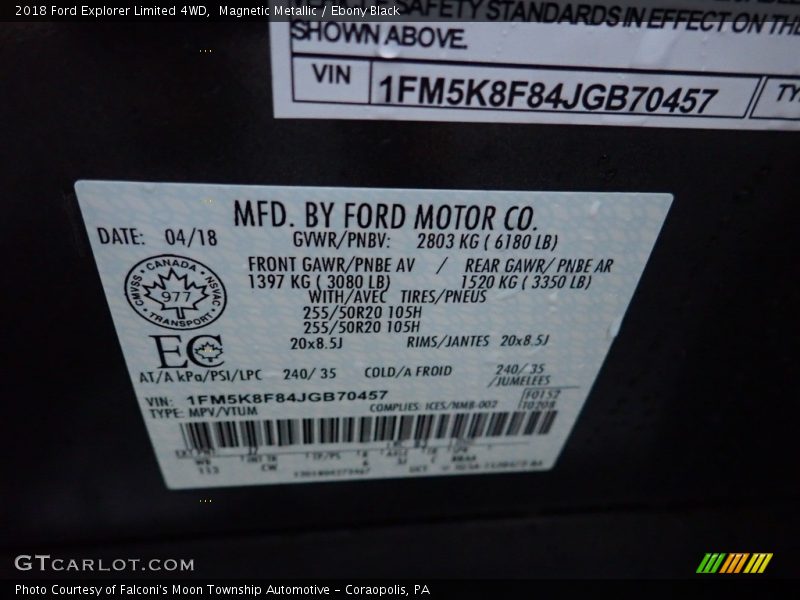 2018 Ford Explorer Limited 4WD, Magnetic Metallic / Ebony Black
SAFETY STANDARDS IN EFFECT ON THE
SHOWN ABOVE.
VIN 1FM5K8F84JGB70457
MFD. BY FORD MOTOR CO.
DATE: 04/18 GVWR/PNBV: 2803 KG ( 6180 LB)
FRONT GAWR/PNBE AV / REAR GAWR/ PNBE AR
1397 KG ( 3080 LB) 1520 KG ( 3350 LB)
WITH/AVEC TIRES/PNEUS
255/50R20 105H
255/50R20 105H
20x8.5J RIMS/JANTES 20x8.5J
CMVSS • CANADA • NSVAC
977
• TRANSPORT •
EC
AT/A kPa/PSI/LPC 240/ 35 COLD/A FROID 240/ 35
/JUMELEES
VIN: 1FM5K8F84JGB70457
TYPE: MPV/VTUM COMPLIES: ICES/NMB-002
F0152
T0208
GTCARLOT.COM
Photo Courtesy of Falconi's Moon Township Automotive – Coraopolis, PA